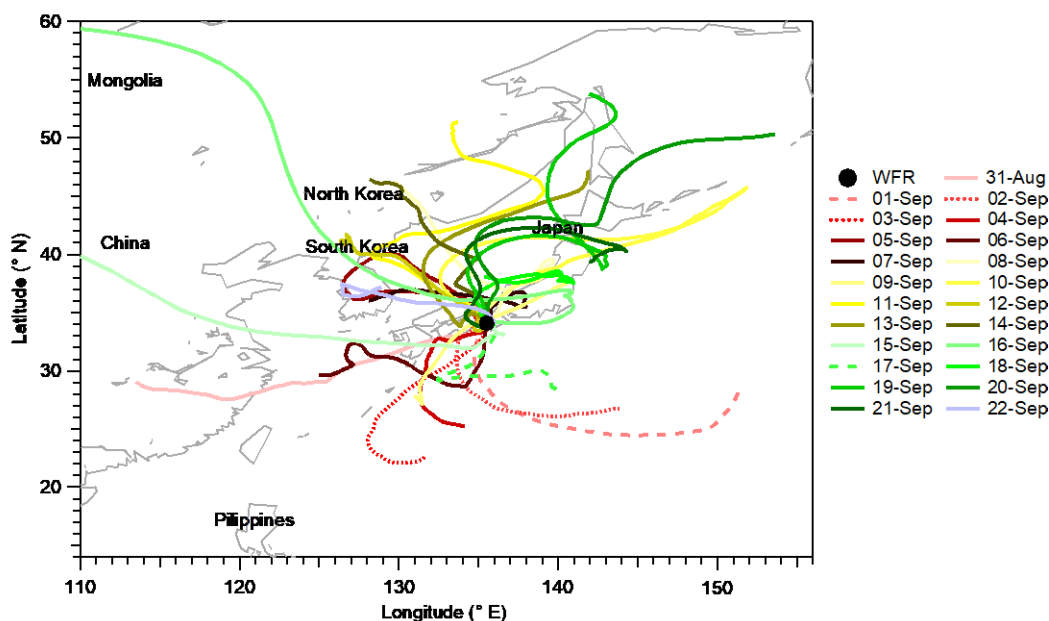 60
Mongolia
50
North Korea
China
South Korea
Japan
40
Latitude (° N)
30
20
Pilippines
110
120
130
140
150
Longitude (° E)
WFR 31-Aug
01-Sep 02-Sep
03-Sep 04-Sep
05-Sep 06-Sep
07-Sep 08-Sep
09-Sep 10-Sep
11-Sep 12-Sep
13-Sep 14-Sep
15-Sep 16-Sep
17-Sep 18-Sep
19-Sep 20-Sep
21-Sep 22-Sep